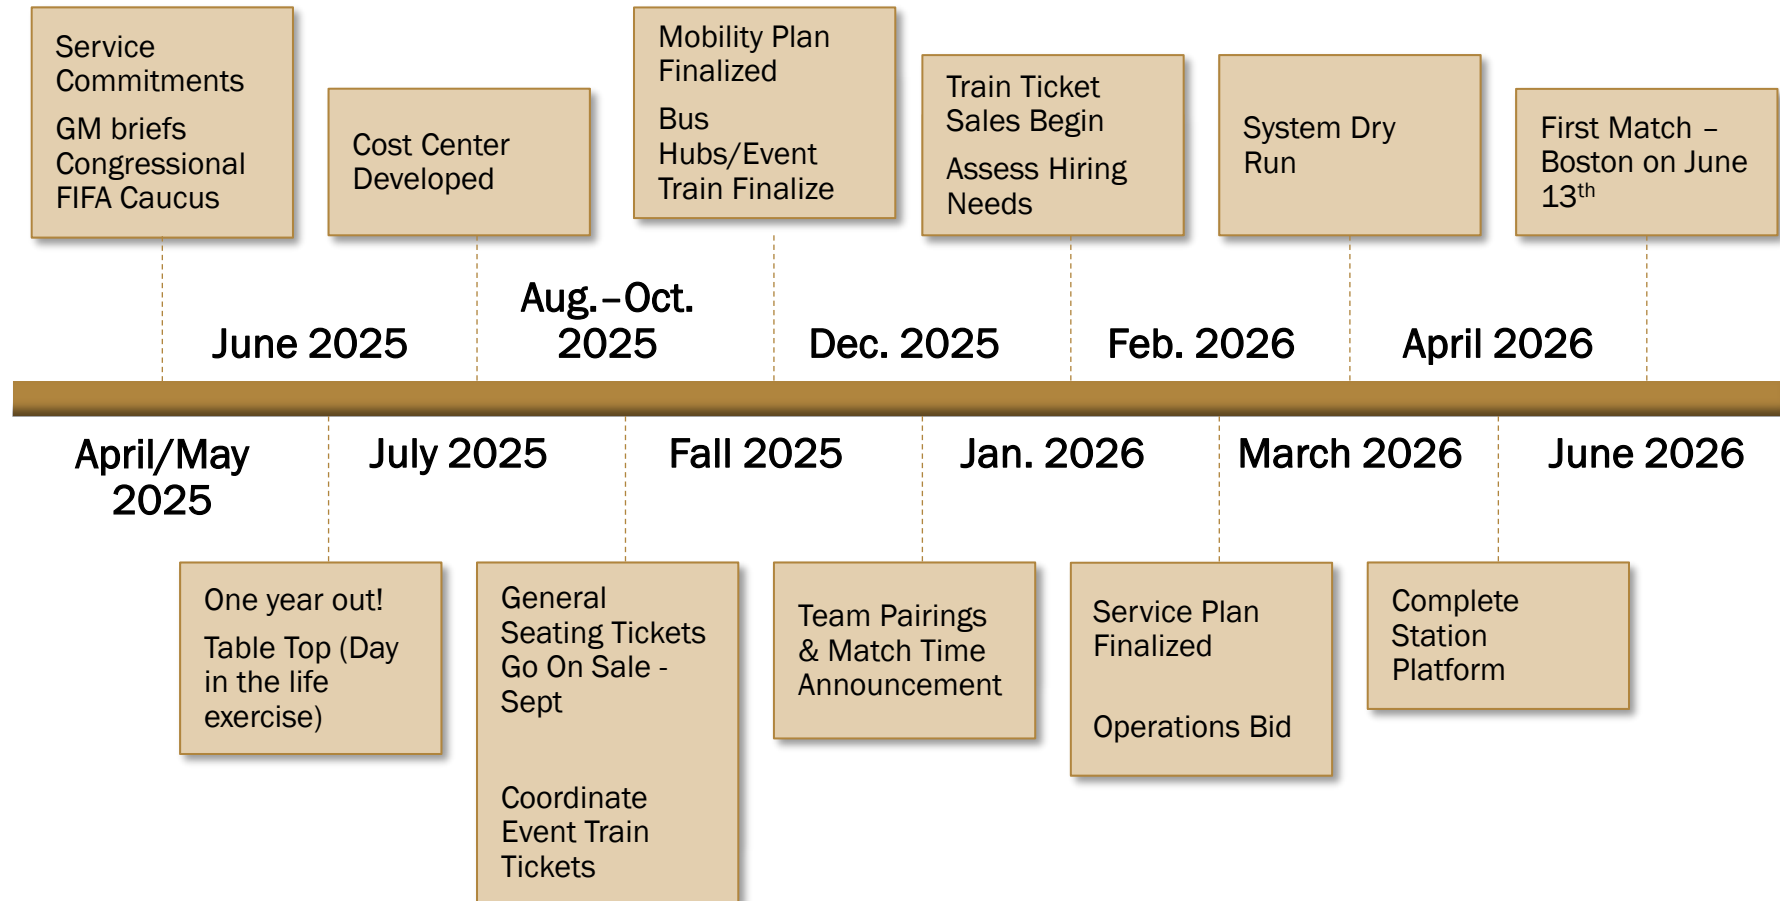 Service
Commitments
GM briefs
Congressional
FIFA Caucus
Cost Center
Developed
Mobility Plan
Finalized
Bus
Hubs/Event
Train Finalize
Train Ticket
Sales Begin
Assess Hiring
Needs
System Dry
Run
First Match –
Boston on June
13th
June 2025
Aug.–Oct.
2025
Dec. 2025
Feb. 2026
April 2026
April/May
2025
July 2025
Fall 2025
Jan. 2026
March 2026
June 2026
One year out!
Table Top (Day
in the life
exercise)
General
Seating Tickets
Go On Sale -
Sept
Coordinate
Event Train
Tickets
Team Pairings
& Match Time
Announcement
Service Plan
Finalized
Operations Bid
Complete
Station
Platform